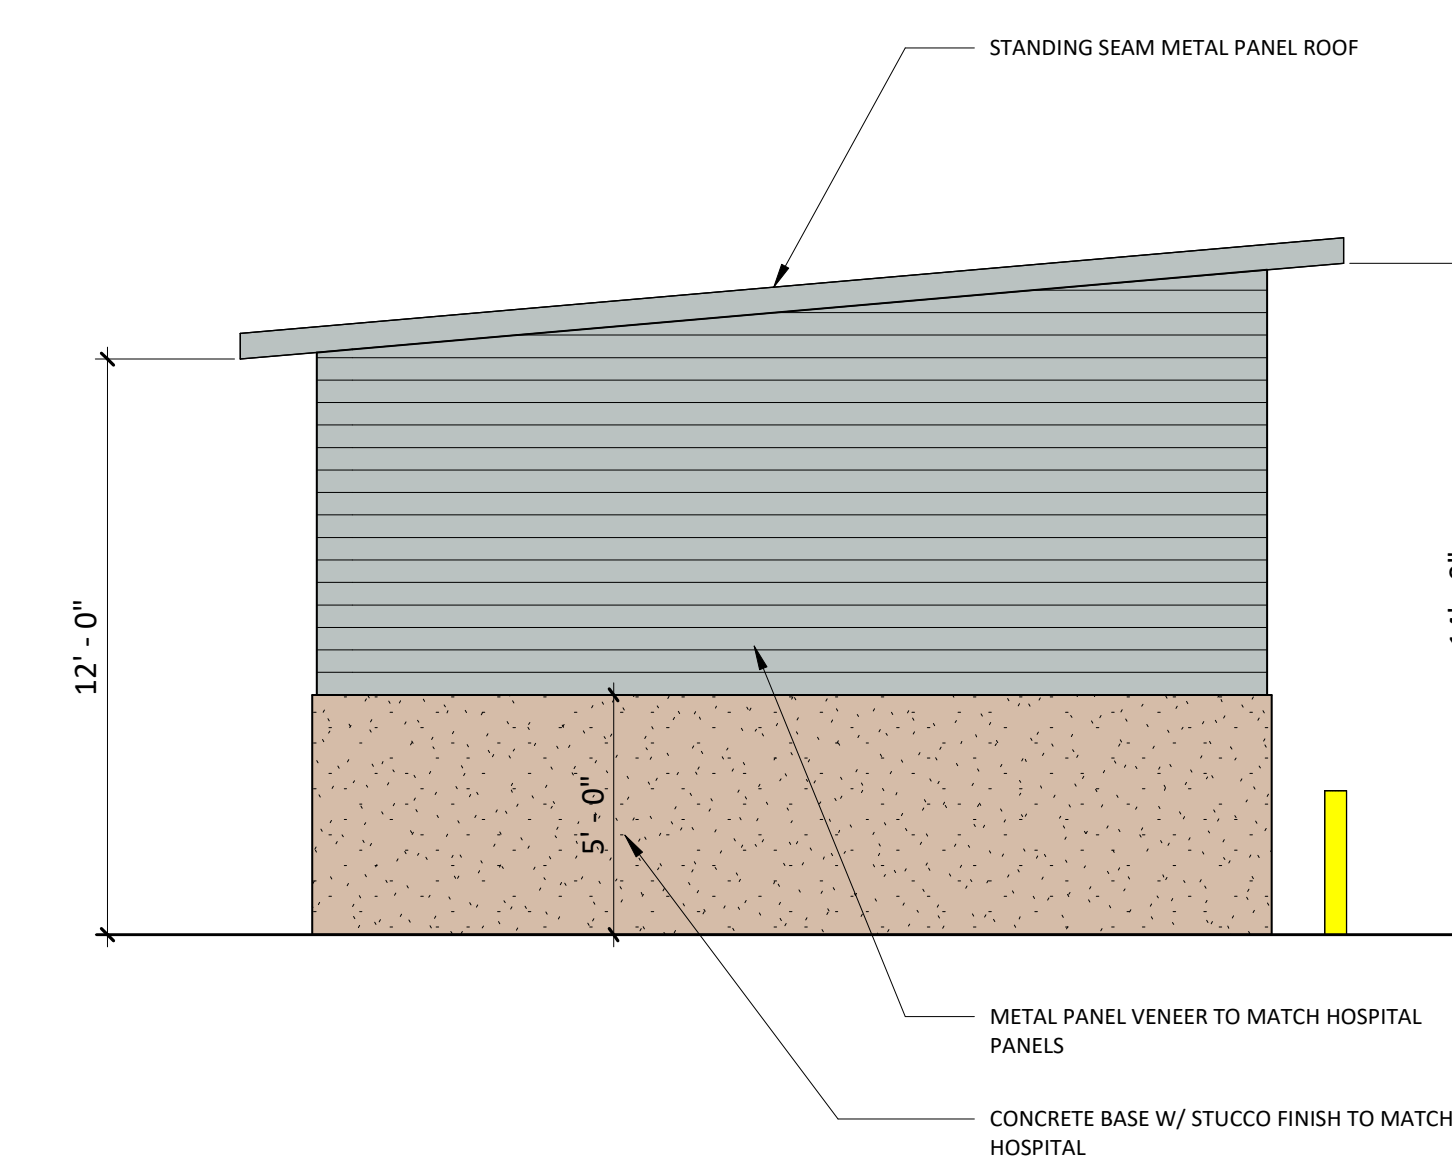 STANDING SEAM METAL PANEL ROOF
12' - 0"
5' - 0"
METAL PANEL VENEER TO MATCH HOSPITAL
PANELS
CONCRETE BASE W/ STUCCO FINISH TO MATCH
HOSPITAL